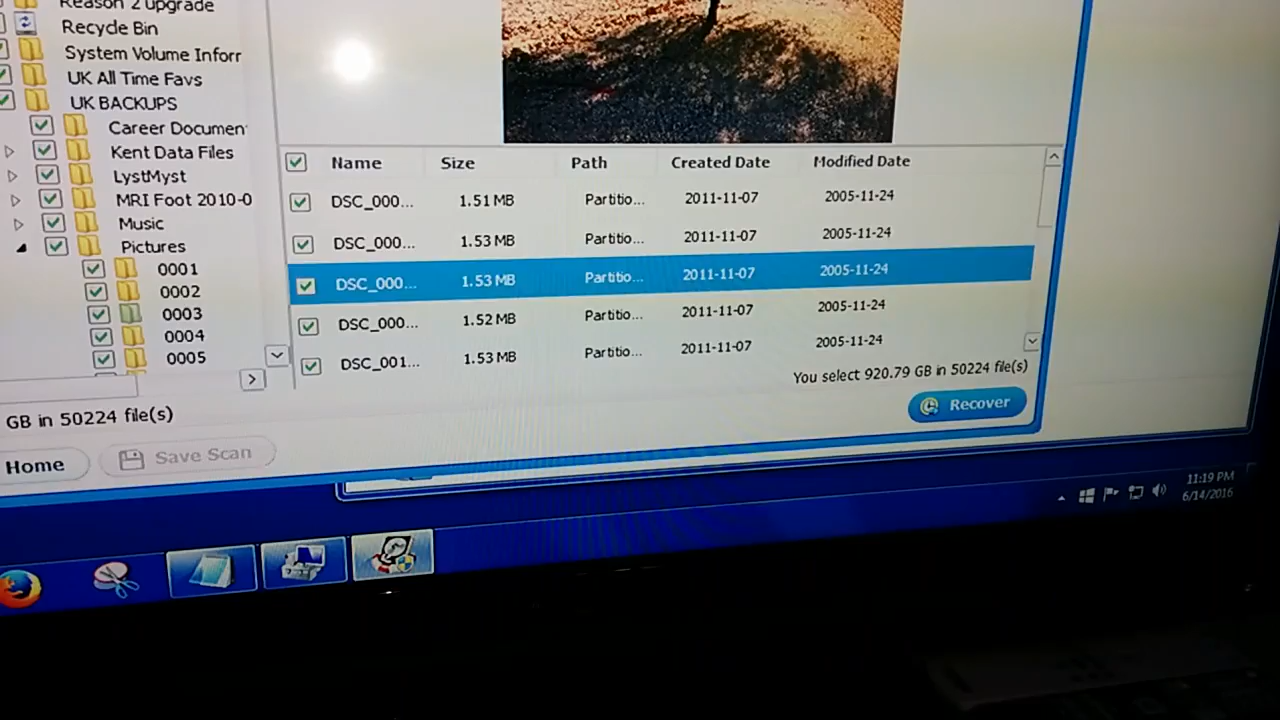 Reason 2 upgrade
Recycle Bin
System Volume Inforr
UK All Time Favs
UK BACKUPS
Career Documen
Kent Data Files
LystMyst
MRI Foot 2010-0
Music
Pictures
0001
0002
0003
0004
0005
GB in 50224 file(s)
Home
Save Scan
Name Size Path Created Date Modified Date
DSC_000... 1.51 MB Partitio... 2011-11-07 2005-11-24
DSC_000... 1.53 MB Partitio... 2011-11-07 2005-11-24
DSC_000... 1.53 MB Partitio... 2011-11-07 2005-11-24
DSC_000... 1.52 MB Partitio... 2011-11-07 2005-11-24
DSC_001... 1.53 MB Partitio... 2011-11-07 2005-11-24
You select 920.79 GB in 50224 file(s)
Recover
11:19 PM
6/14/2016